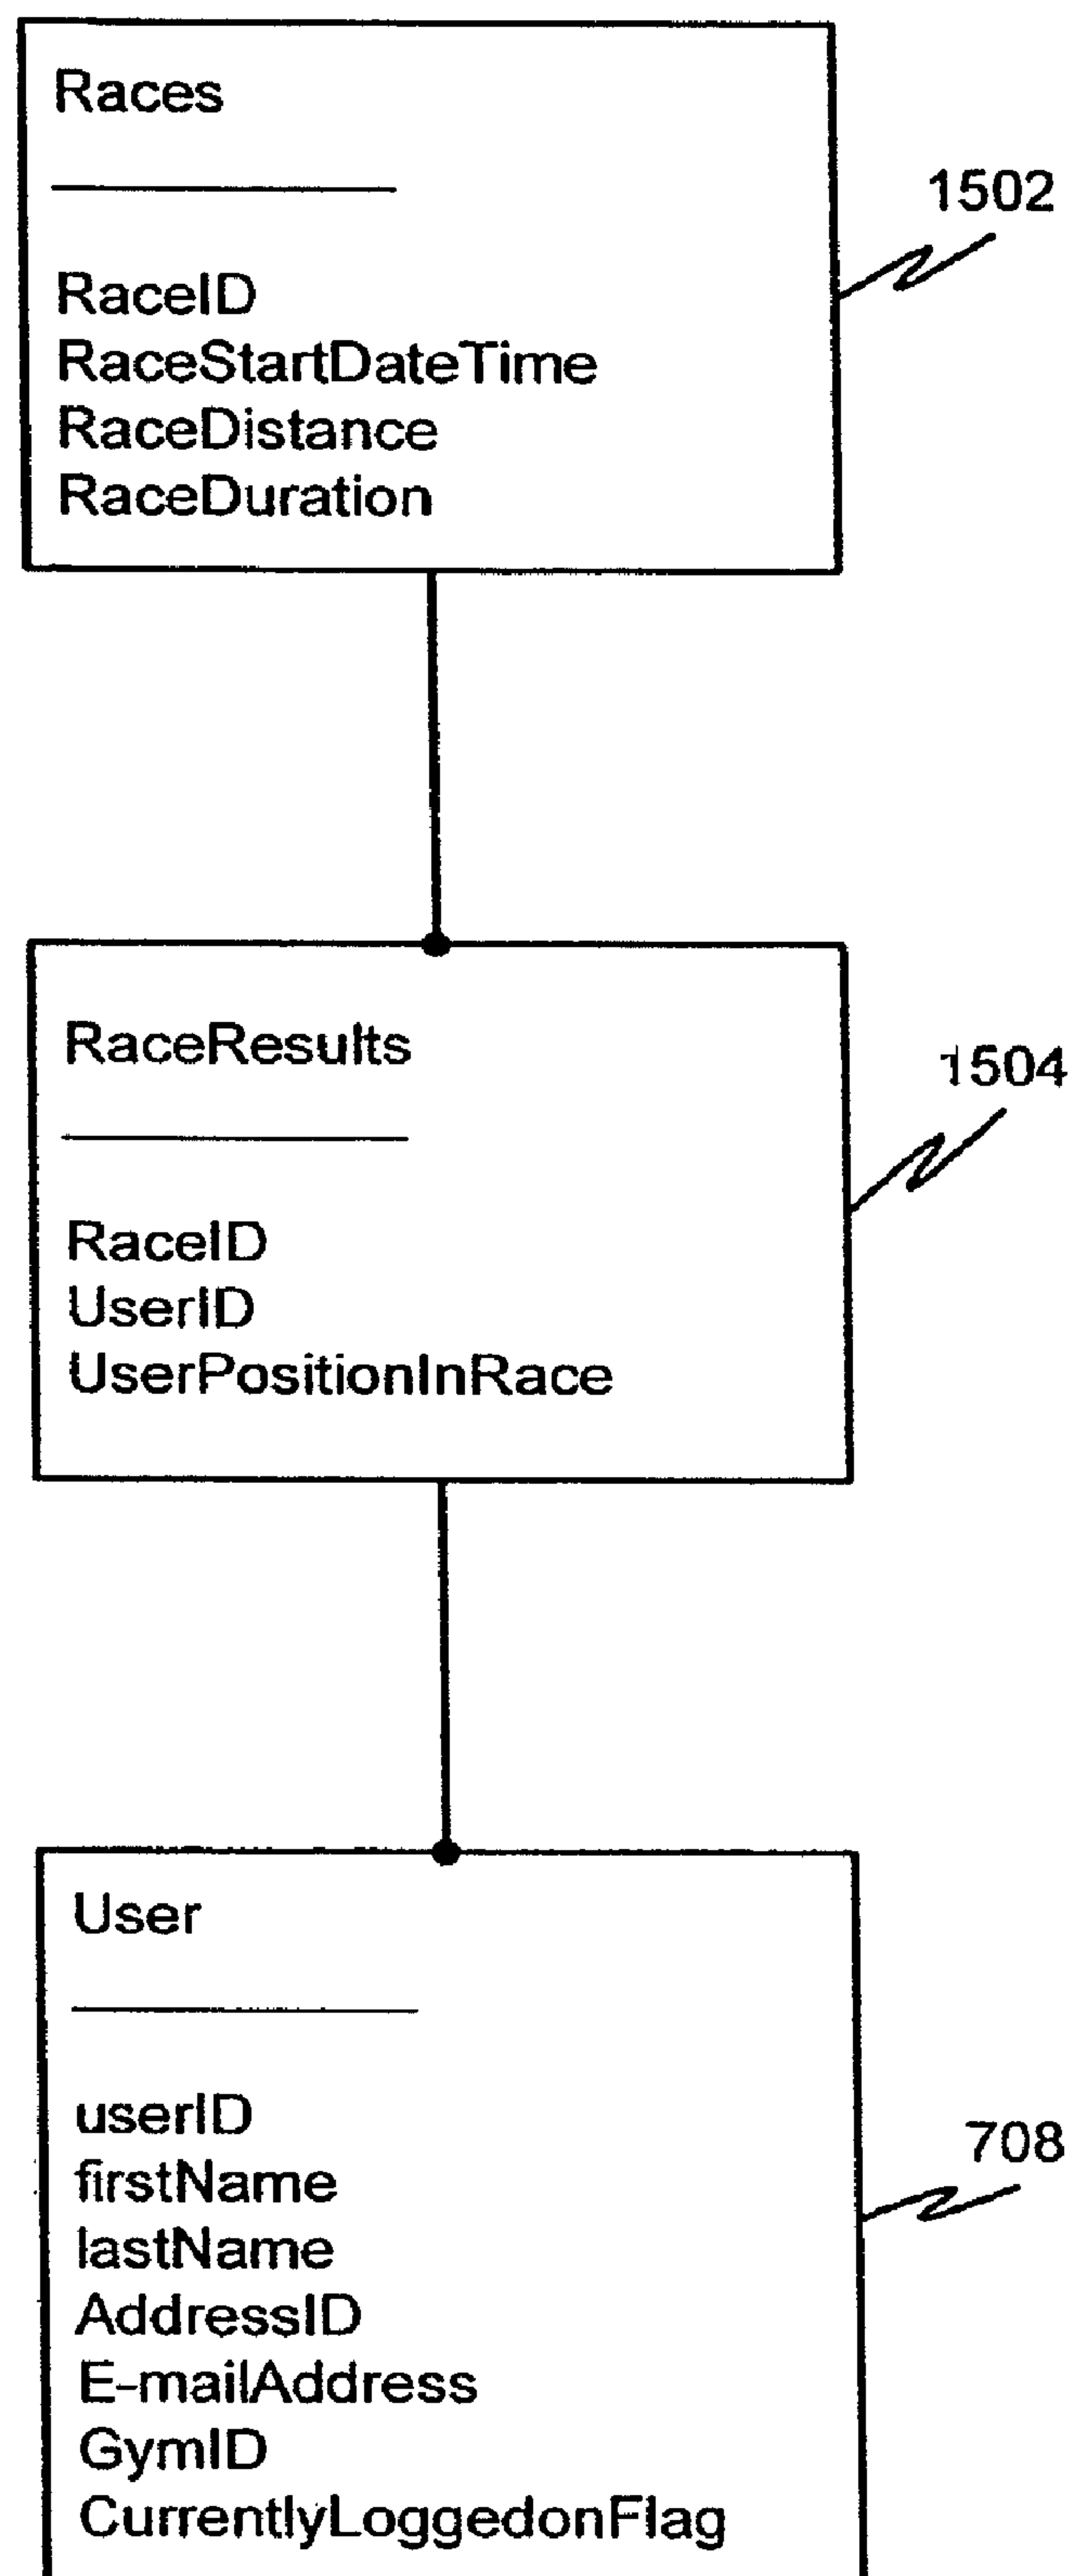 Races
1502
RaceID
RaceStartDateTime
RaceDistance
RaceDuration
RaceResults
1504
RaceID
UserID
UserPositionInRace
User
userID
708
firstName
lastName
AddressID
E-mailAddress
GymID
CurrentlyLoggedonFlag